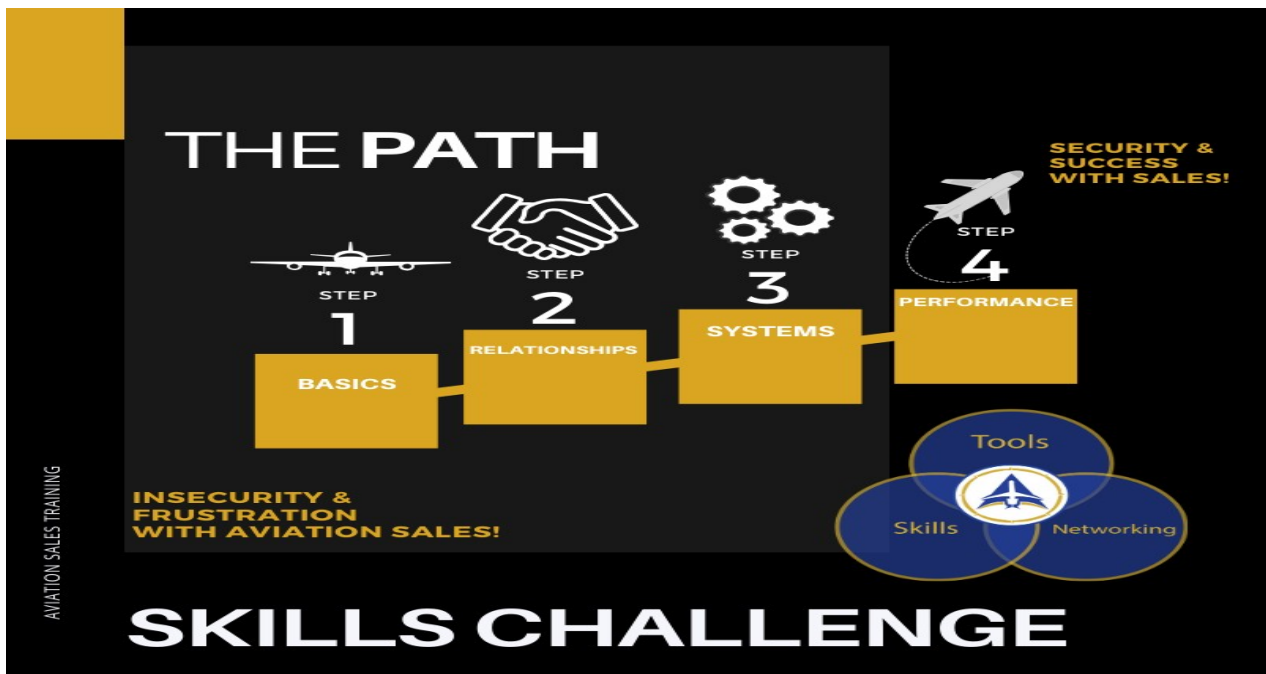 THE PATH
SECURITY &
SUCCESS
WITH SALES!
STEP
1
BASICS
STEP
2
RELATIONSHIPS
STEP
3
SYSTEMS
STEP
4
PERFORMANCE
INSECURITY &
FRUSTRATION
WITH AVIATION SALES!
Tools
Skills
Networking
AVIATION SALES TRAINING
SKILLS CHALLENGE